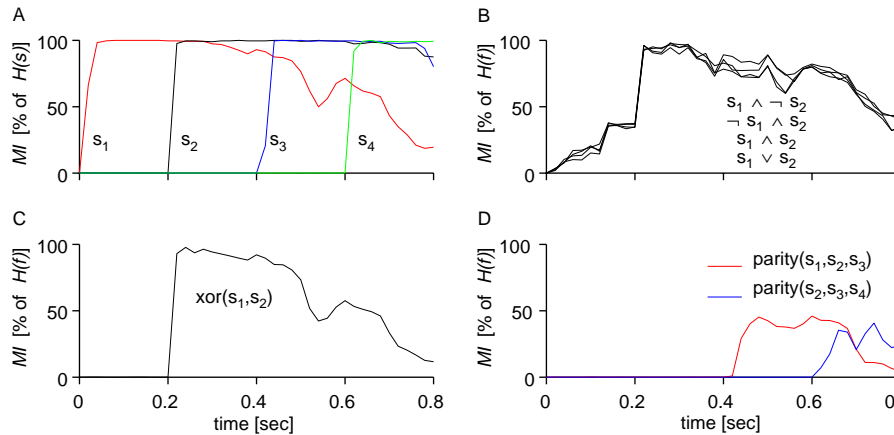 A
MI [% of H(s)]
100
50
0
s1
s2
s3
s4
B
MI [% of H(f)]
100
50
0
s1 ∧ ¬ s2
¬ s1 ∧ s2
s1 ∧ s2
s1 ∨ s2
C
MI [% of H(f)]
100
50
0
xor(s1,s2)
0 0.2 0.4 0.6 0.8
time [sec]
D
MI [% of H(f)]
100
50
0
parity(s1,s2,s3)
parity(s2,s3,s4)
0 0.2 0.4 0.6 0.8
time [sec]